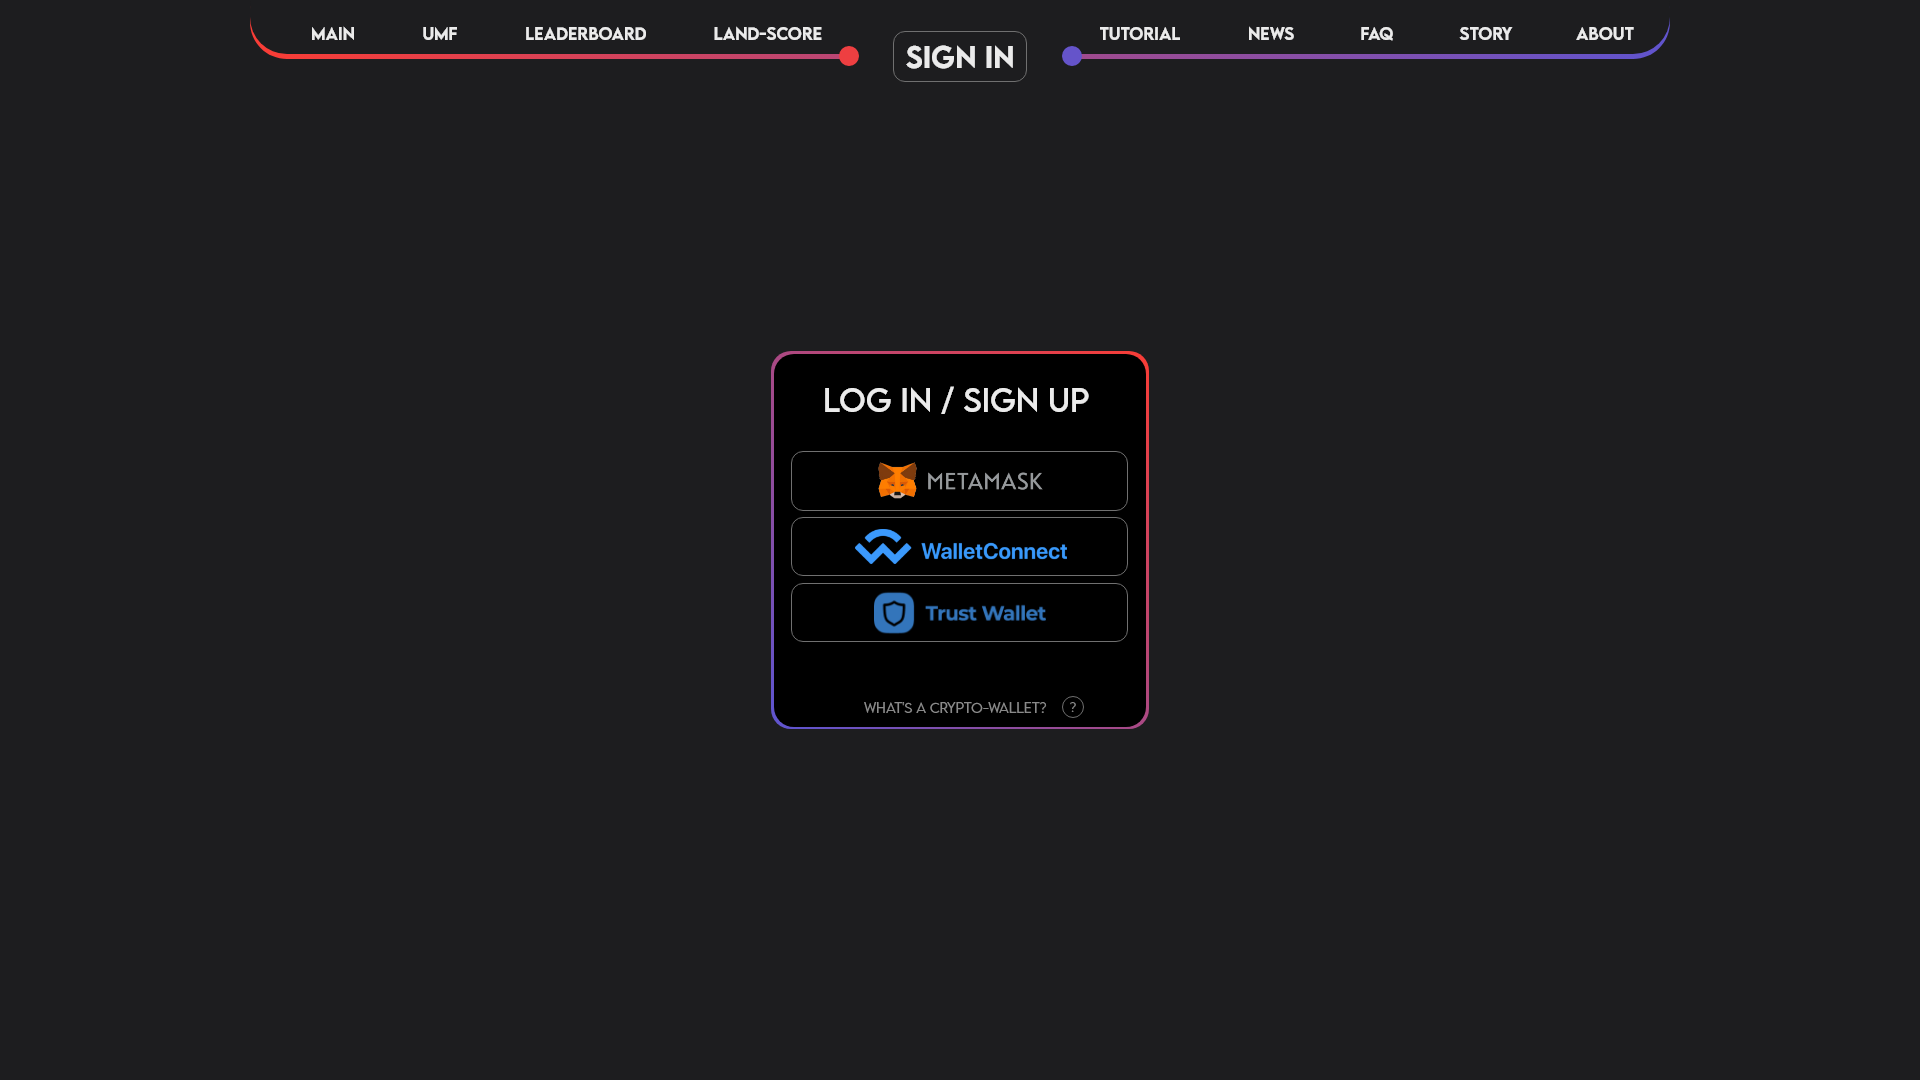 MAIN UMF LEADERBOARD LAND-SCORE SIGN IN TUTORIAL NEWS FAQ STORY ABOUT
LOG IN / SIGN UP
METAMASK
WalletConnect
Trust Wallet
WHAT'S A CRYPTO-WALLET? ?